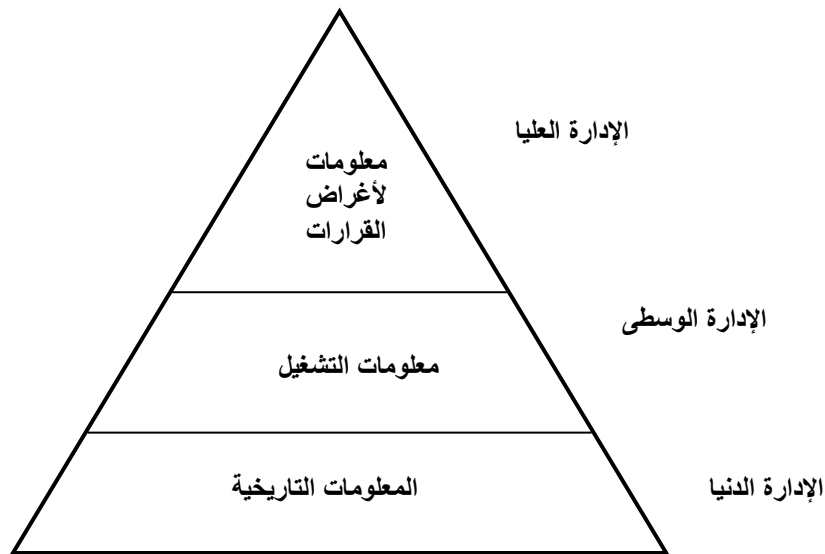 الإدارة العليا
معلومات
لأغراض
القرارات
الإدارة الوسطى
معلومات التشغيل
الإدارة الدنيا
المعلومات التاريخية